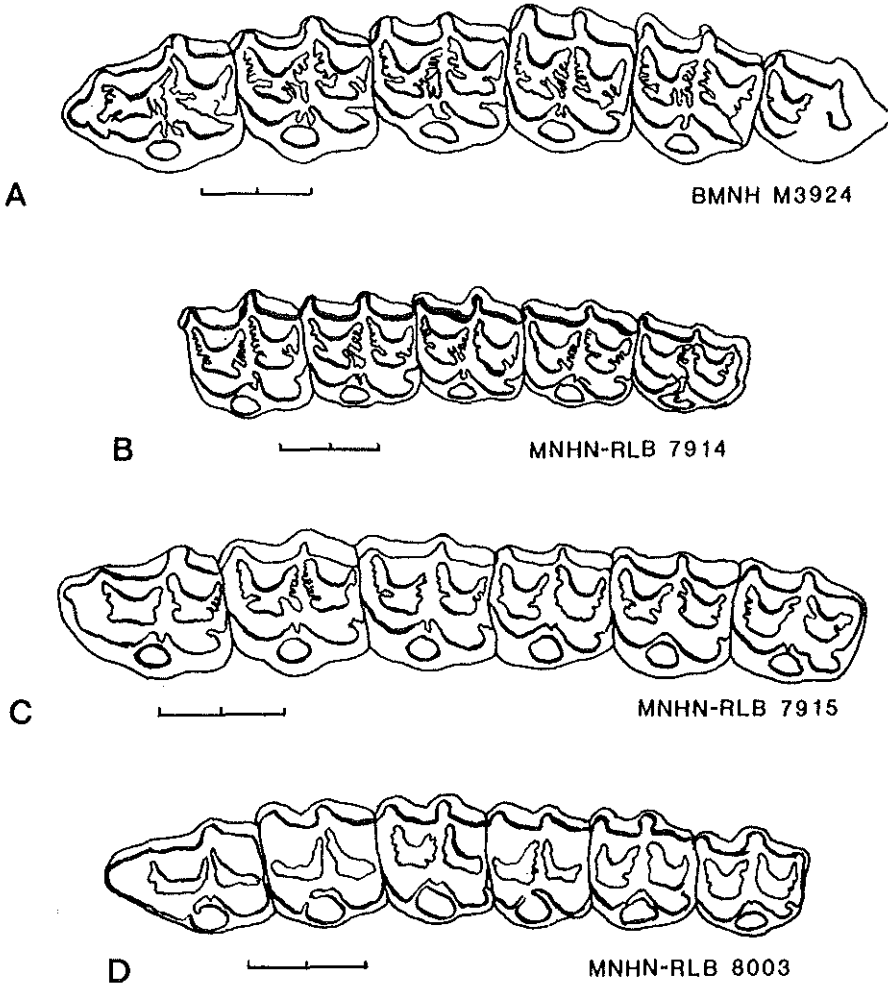 A
BMNH M3924
B
MNHN-RLB 7914
C
MNHN-RLB 7915
D
MNHN-RLB 8003